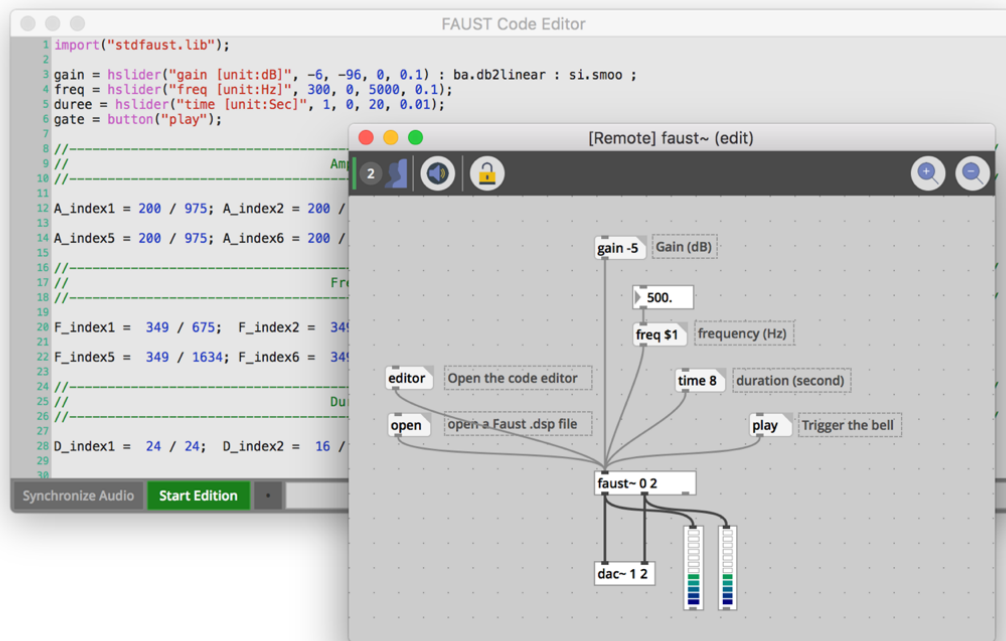 FAUST Code Editor
1 import("stdfaust.lib");
2
3 gain = hslider("gain [unit:dB]", -6, -96, 0, 0.1) : ba.db2linear : si.smoo ;
4 freq = hslider("freq [unit:Hz]", 300, 0, 5000, 0.1);
5 duree = hslider("time [unit:Sec]", 1, 0, 20, 0.01);
6 gate = button("play");
7
8 //
9 // Am
10 //
11
12 A_index1 = 200 / 975; A_index2 = 200 /
13
14 A_index5 = 200 / 975; A_index6 = 200 /
15
16 //
17 // Fre
18 //
19
20 F_index1 = 349 / 675; F_index2 = 349
21
22 F_index5 = 349 / 1634; F_index6 = 349
23
24 //
25 // Du
26 //
27
28 D_index1 = 24 / 24; D_index2 = 16 /
29
30
Synchronize Audio Start Edition
[Remote] faust~ (edit)
2
gain -5 Gain (dB)
500.
freq $1 frequency (Hz)
editor Open the code editor
time 8 duration (second)
open open a Faust .dsp file
play Trigger the bell
faust~ 0 2
dac~ 1 2